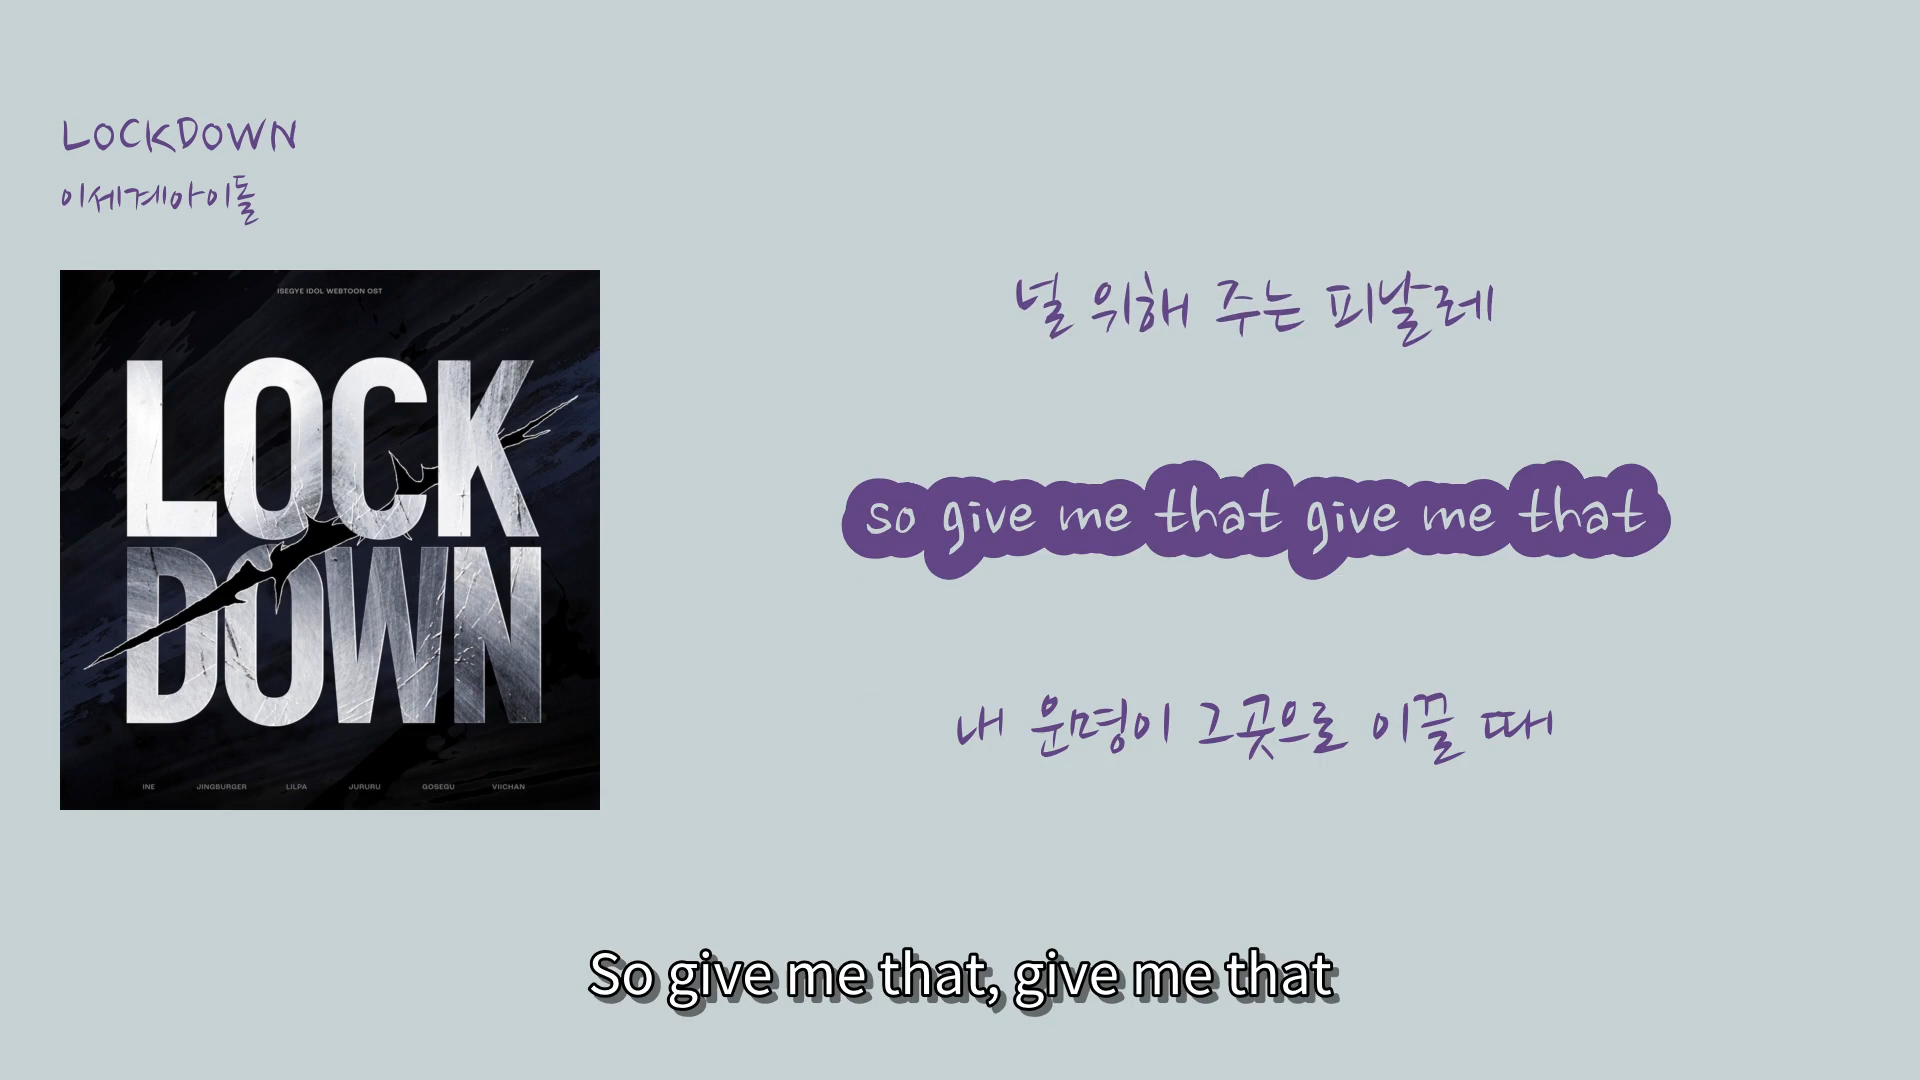 LOCKDOWN
이세계아이돌
ISEGYE IDOL WEBTOON OST
LOCK
DOWN
INE JINGBURGER LILPA JURURU GOSEGU VIICHAN
널 위해 주는 피날레
so give me that give me that
내 운명이 그곳으로 이끌 때
So give me that, give me that